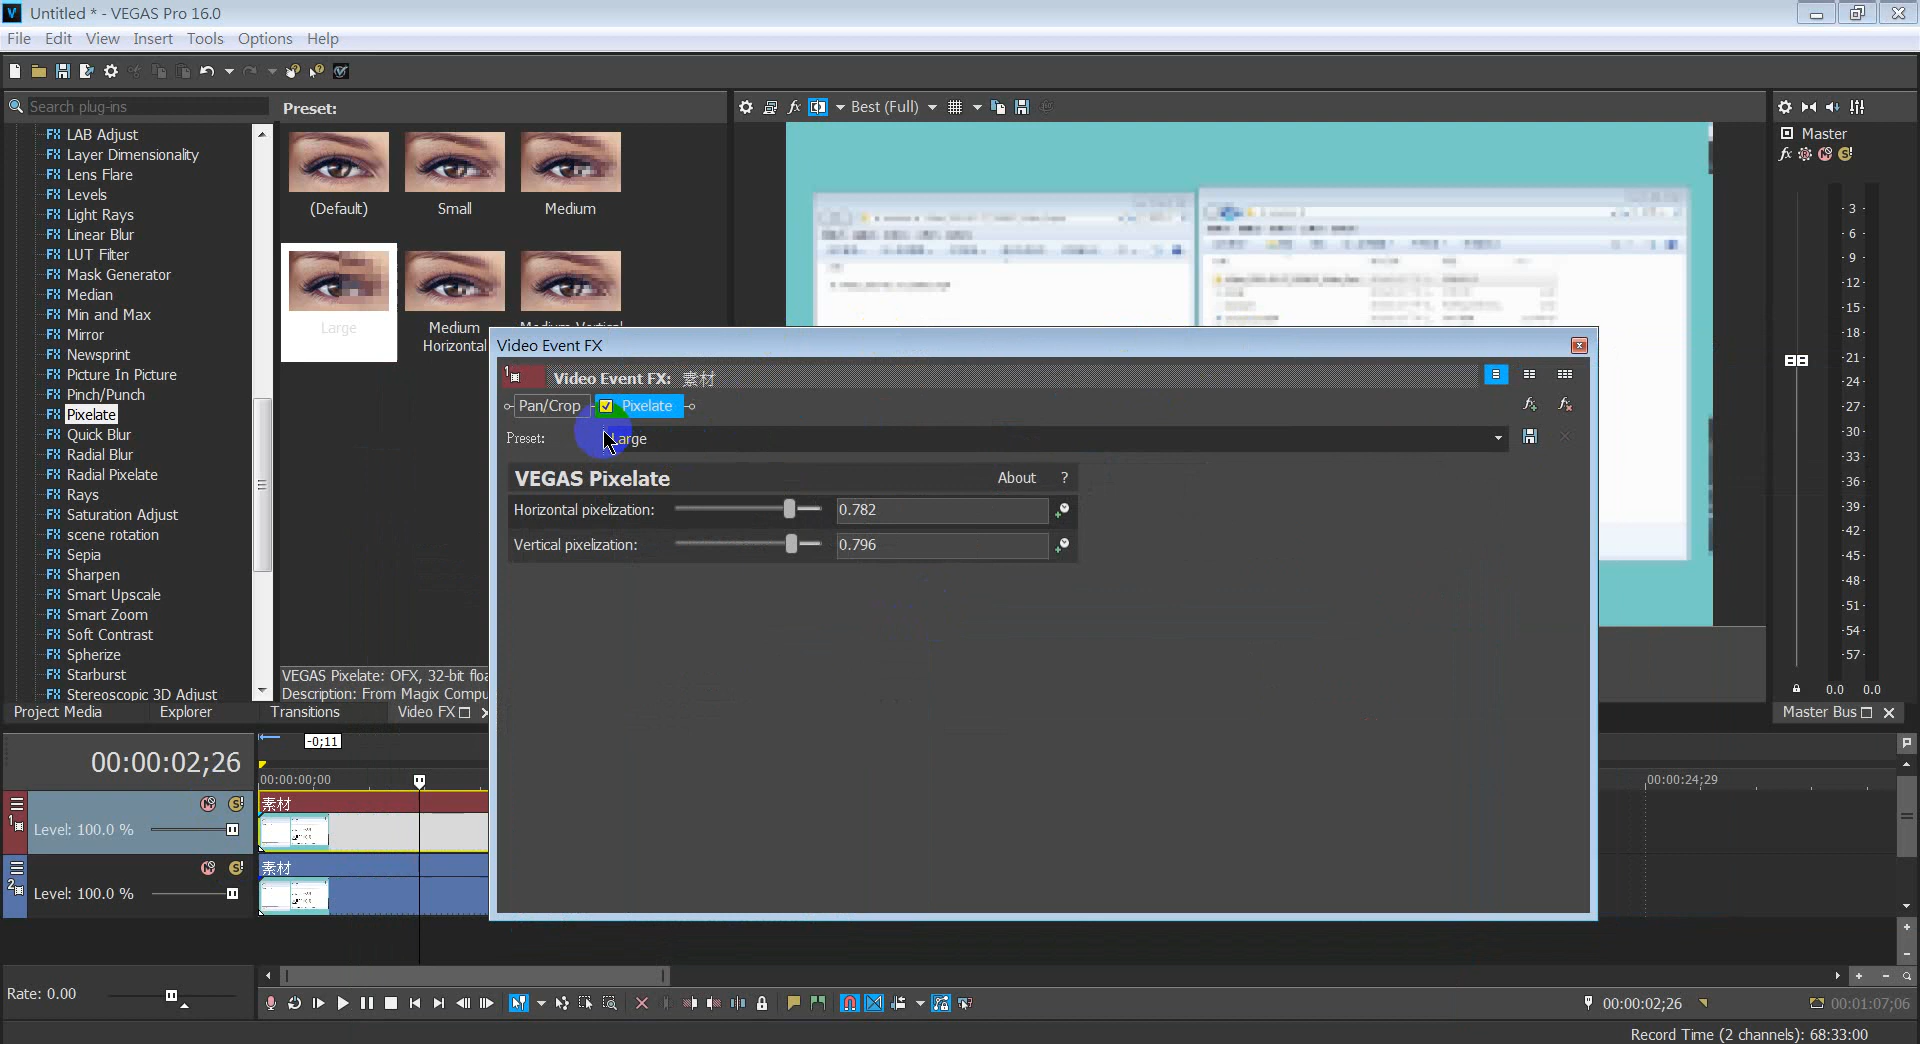 Untitled * - VEGAS Pro 16.0
File Edit View Insert Tools Options Help
Search plug-ins
Preset:
LAB Adjust
Layer Dimensionality
Lens Flare
Levels
Light Rays
Linear Blur
LUT Filter
Mask Generator
Median
Min and Max
Mirror
Newsprint
Picture In Picture
Pinch/Punch
Pixelate
Quick Blur
Radial Blur
Radial Pixelate
Rays
Saturation Adjust
scene rotation
Sepia
Sharpen
Smart Upscale
Smart Zoom
Soft Contrast
Spherize
Starburst
Stereoscopic 3D Adjust
(Default) Small Medium
Large Medium Horizontal
VEGAS Pixelate: OFX, 32-bit floa
Description: From Magix Compu
Project Media Explorer Transitions Video FX
Best (Full)
Video Event FX
Video Event FX: 素材
Pan/Crop Pixelate
Preset: Large
VEGAS Pixelate About ?
Horizontal pixelization: 0.782
Vertical pixelization: 0.796
Master
-3-
-6-
-9-
-12-
-15-
-18-
-21-
-24-
-27-
-30-
-33-
-36-
-39-
-42-
-45-
-48-
-51-
-54-
-57-
0.0 0.0
Master Bus
00:00:02;26
-0;11
00:00:00;00
00:00:24;29
1 素材
Level: 100.0 %
2 素材
Level: 100.0 %
Rate: 0.00
00:00:02;26
00:01:07;06
Record Time (2 channels): 68:33:00